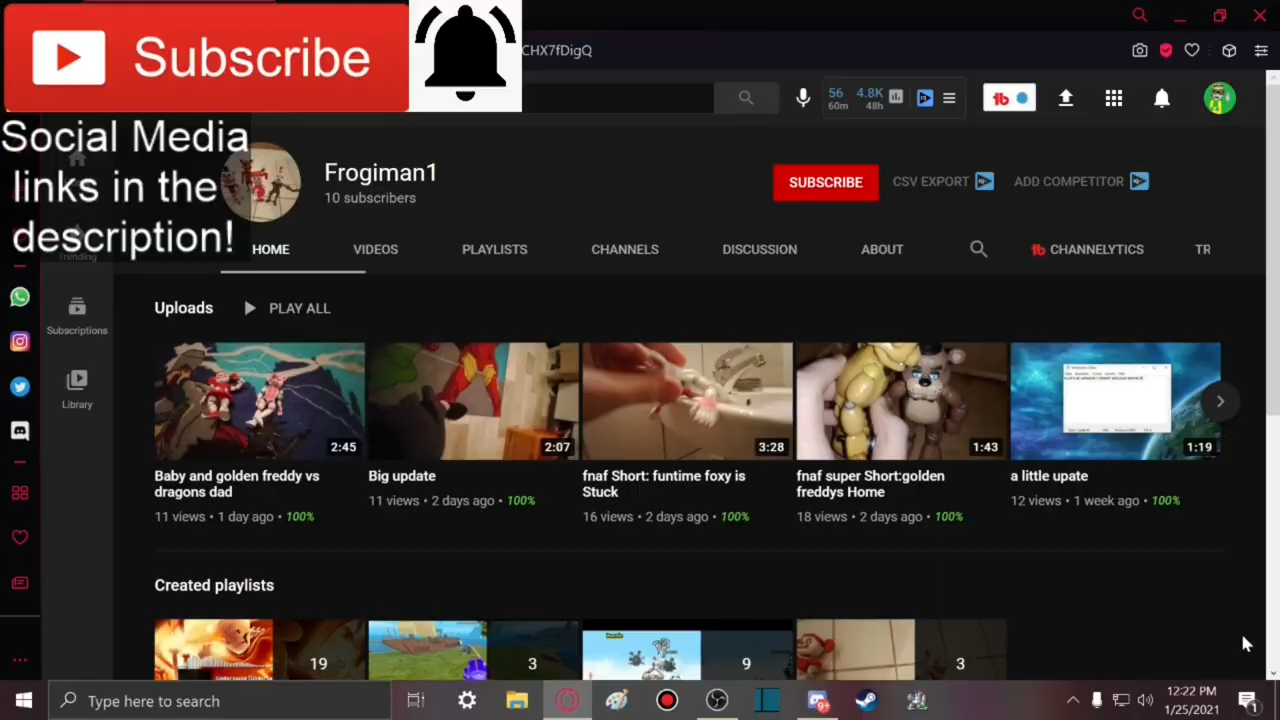 Subscribe
CHX7fDigQ
Social Media
links in the
description!
56
60m
4.8K
48h
tb
Frogiman1
10 subscribers
SUBSCRIBE
CSV EXPORT
ADD COMPETITOR
HOME
VIDEOS
PLAYLISTS
CHANNELS
DISCUSSION
ABOUT
tb CHANNELYTICS
TR
Trending
Subscriptions
Library
Uploads
PLAY ALL
2:45
Baby and golden freddy vs
dragons dad
11 views • 1 day ago • 100%
2:07
Big update
11 views • 2 days ago • 100%
3:28
fnaf Short: funtime foxy is
Stuck
16 views • 2 days ago • 100%
1:43
fnaf super Short:golden
freddys Home
18 views • 2 days ago • 100%
1:19
a little upate
12 views • 1 week ago • 100%
Created playlists
19
3
9
3
Type here to search
9+
12:22 PM
1/25/2021
1